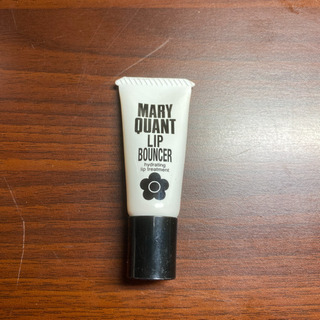 MARY
QUANT
LIP
BOUNCER
hydrating
lip treatment